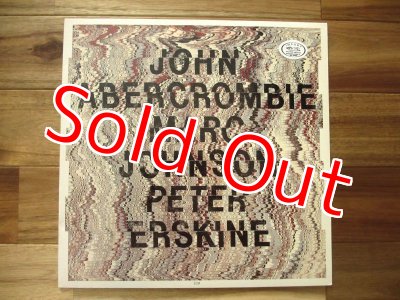 JOHN
ABERCROMBIE
MARC
JOHNSON
PETER
ERSKINE
Sold Out